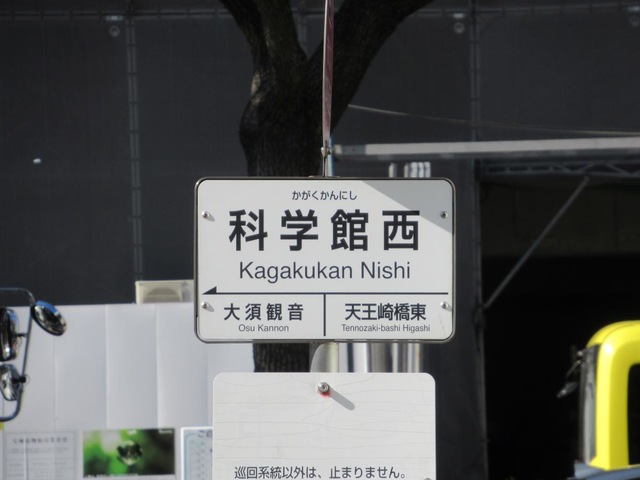 かがくかんにし
科学館西
Kagakukan Nishi
大須観音
Osu Kannon
天王崎橋東
Tennozaki-bashi Higashi
巡回系統以外は、止まりません。